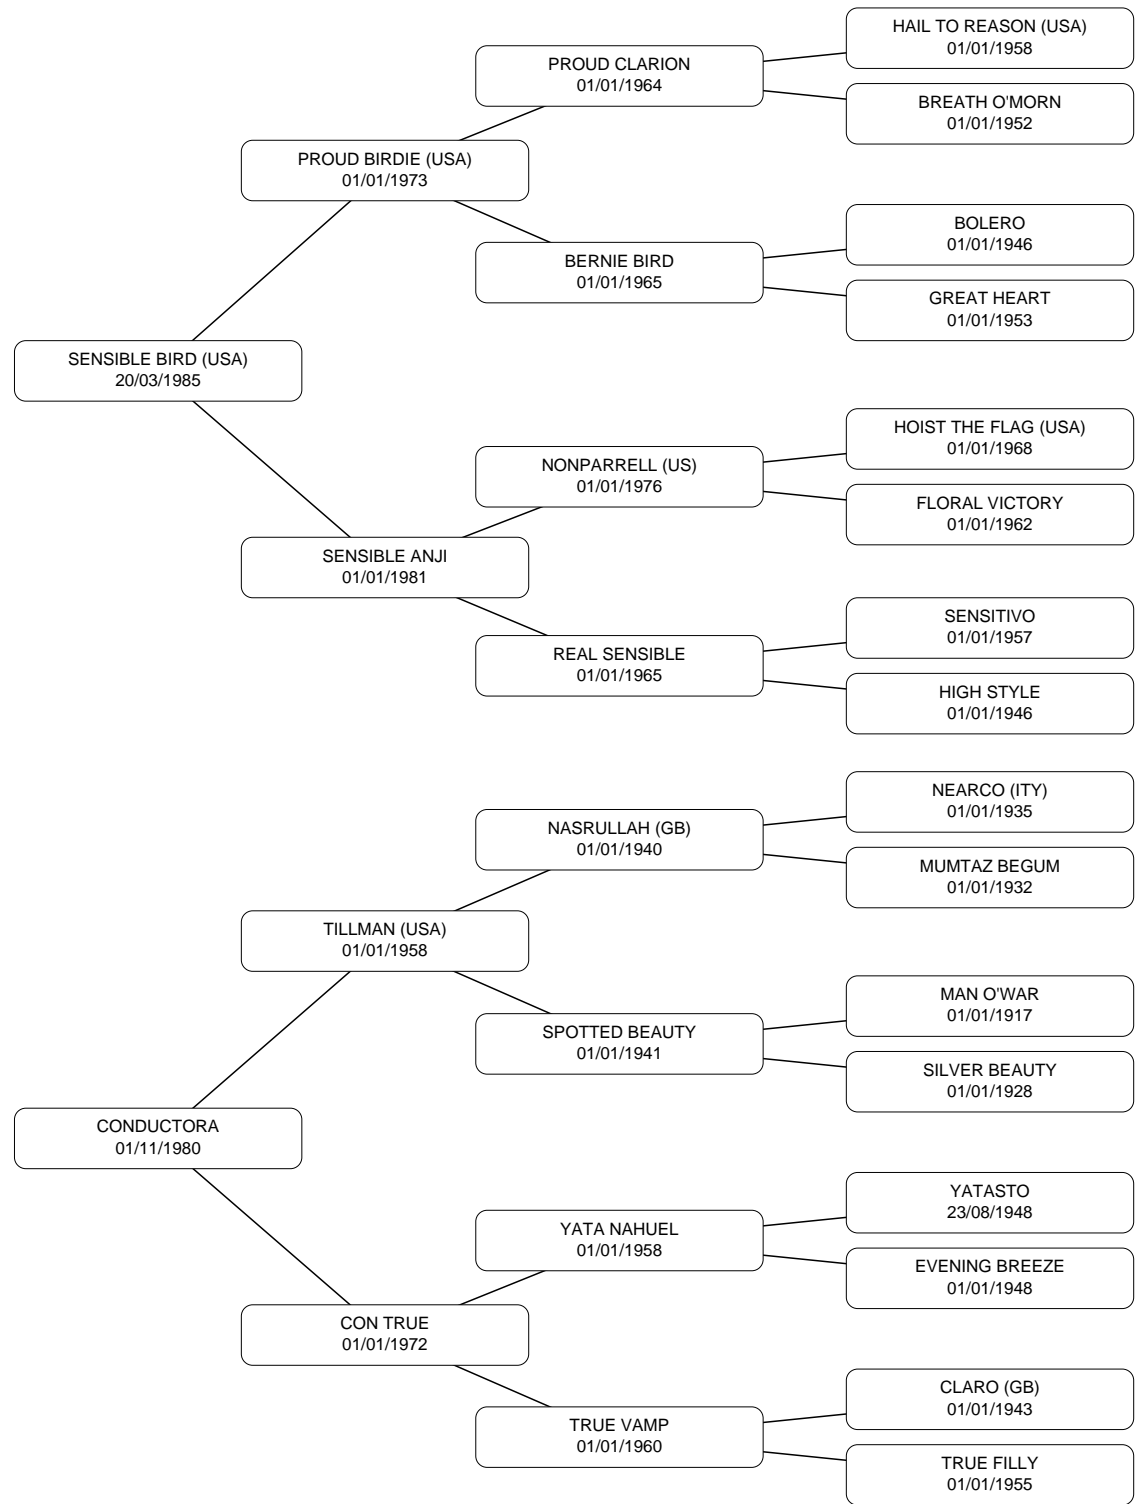 HAIL TO REASON (USA)
01/01/1958
PROUD CLARION
01/01/1964
BREATH O'MORN
01/01/1952
PROUD BIRDIE (USA)
01/01/1973
BOLERO
01/01/1946
BERNIE BIRD
01/01/1965
GREAT HEART
01/01/1953
SENSIBLE BIRD (USA)
20/03/1985
HOIST THE FLAG (USA)
01/01/1968
NONPARRELL (US)
01/01/1976
FLORAL VICTORY
01/01/1962
SENSIBLE ANJI
01/01/1981
SENSITIVO
01/01/1957
REAL SENSIBLE
01/01/1965
HIGH STYLE
01/01/1946
NEARCO (ITY)
01/01/1935
NASRULLAH (GB)
01/01/1940
MUMTAZ BEGUM
01/01/1932
TILLMAN (USA)
01/01/1958
MAN O'WAR
01/01/1917
SPOTTED BEAUTY
01/01/1941
SILVER BEAUTY
01/01/1928
CONDUCTORA
01/11/1980
YATASTO
23/08/1948
YATA NAHUEL
01/01/1958
EVENING BREEZE
01/01/1948
CON TRUE
01/01/1972
CLARO (GB)
01/01/1943
TRUE VAMP
01/01/1960
TRUE FILLY
01/01/1955